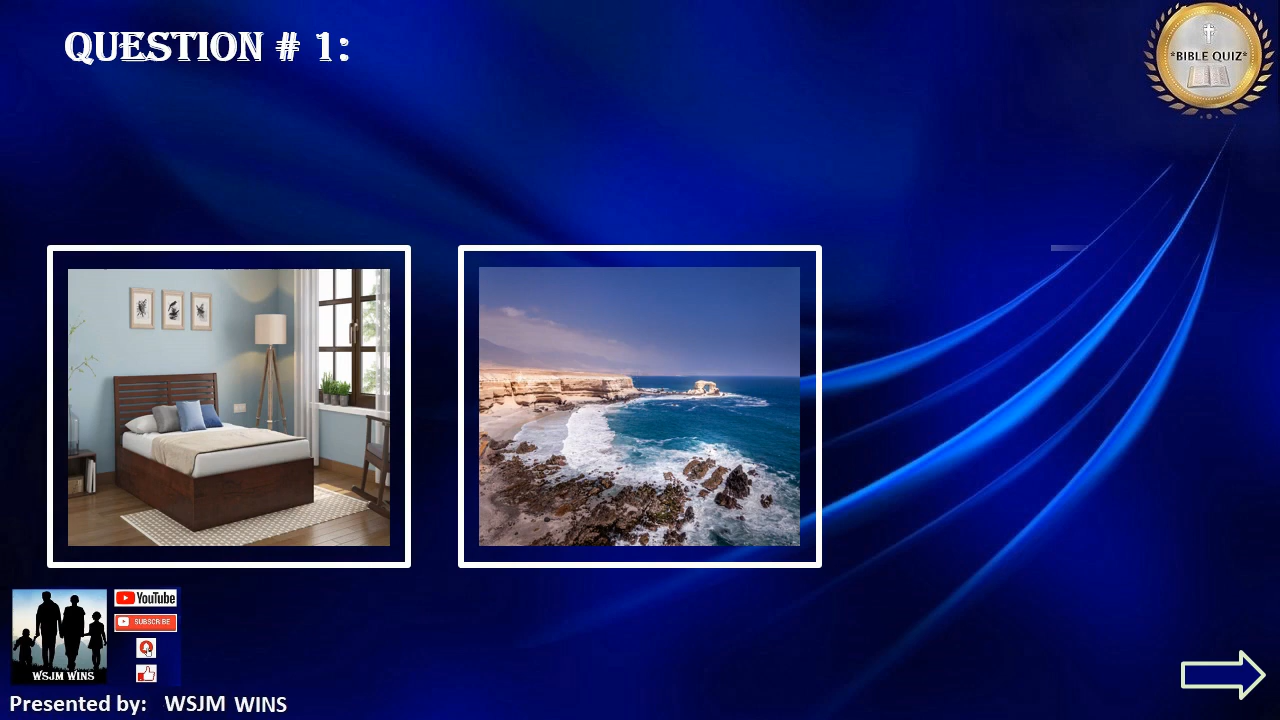 QUESTION # 1:
*BIBLE QUIZ*
YouTube
SUBSCRIBE
WSJM WINS
Presented by: WSJM WINS